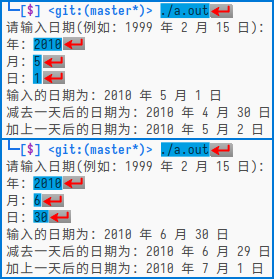 └─[$] <git:(master*)> ./a.out
请输入日期(例如: 1999 年 2 月 15 日):
年: 2010
月: 5
日: 1
输入的日期为: 2010 年 5 月 1 日
减去一天后的日期为: 2010 年 4 月 30 日
加上一天后的日期为: 2010 年 5 月 2 日
└─[$] <git:(master*)> ./a.out
请输入日期(例如: 1999 年 2 月 15 日):
年: 2010
月: 6
日: 30
输入的日期为: 2010 年 6 月 30 日
减去一天后的日期为: 2010 年 6 月 29 日
加上一天后的日期为: 2010 年 7 月 1 日